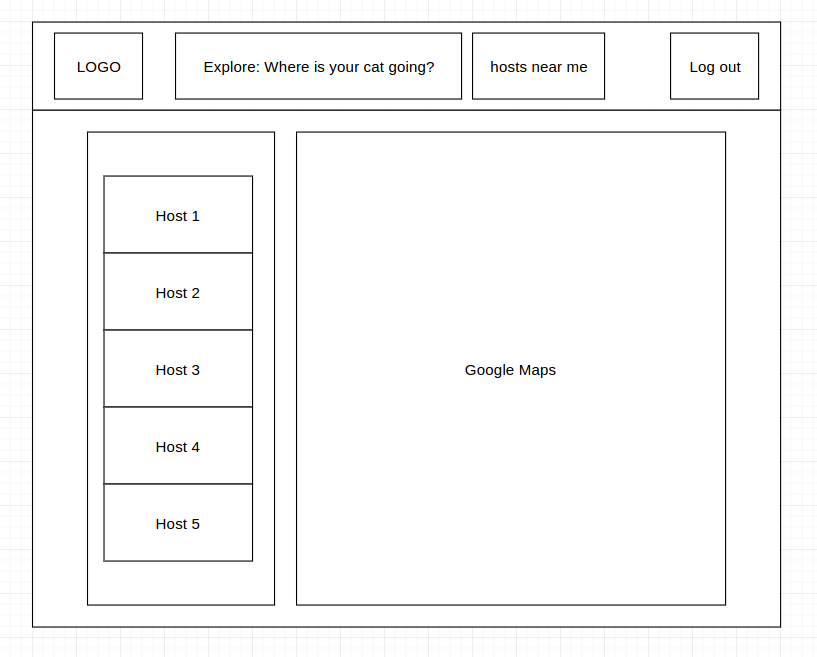 LOGO
Explore: Where is your cat going?
hosts near me
Log out
Host 1
Host 2
Host 3
Host 4
Host 5
Google Maps